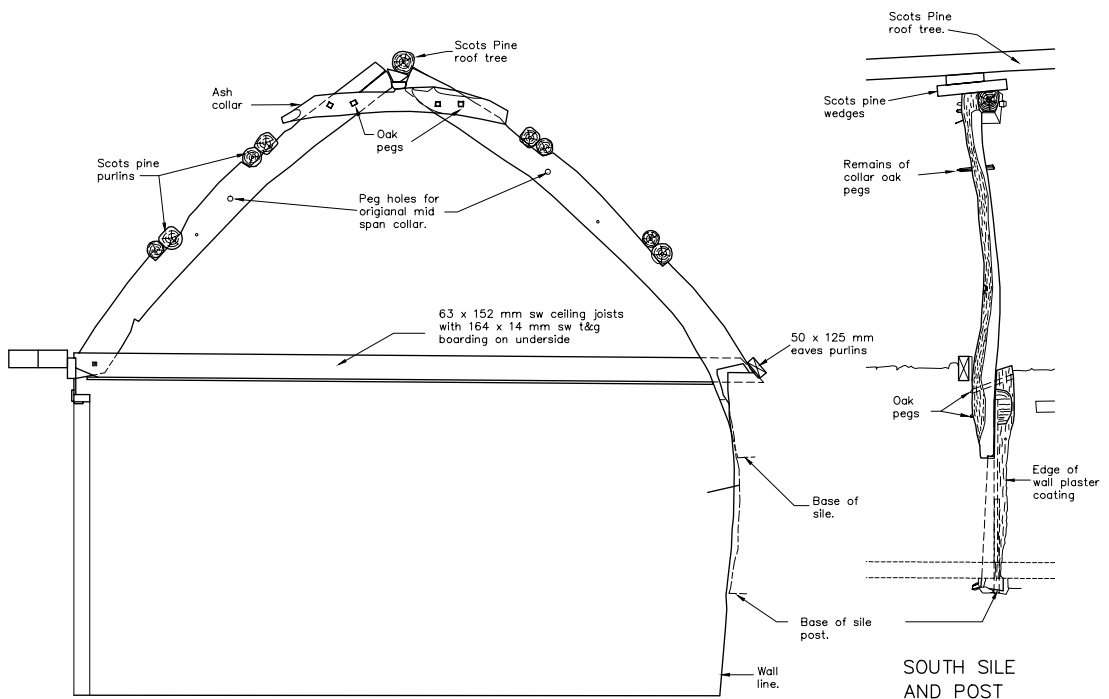 Scots Pine
roof tree
Ash
collar
Oak
pegs
Scots pine
purlins
Peg holes for
origianal mid
span collar.
63 x 152 mm sw ceiling joists
with 164 x 14 mm sw t&g
boarding on underside
50 x 125 mm
eaves purlins
Base of
sile.
Base of sile
post.
Wall
line.
Scots Pine
roof tree.
Scots pine
wedges
Remains of
collar oak
pegs
Oak
pegs
Edge of
wall plaster
coating
SOUTH SILE
AND POST